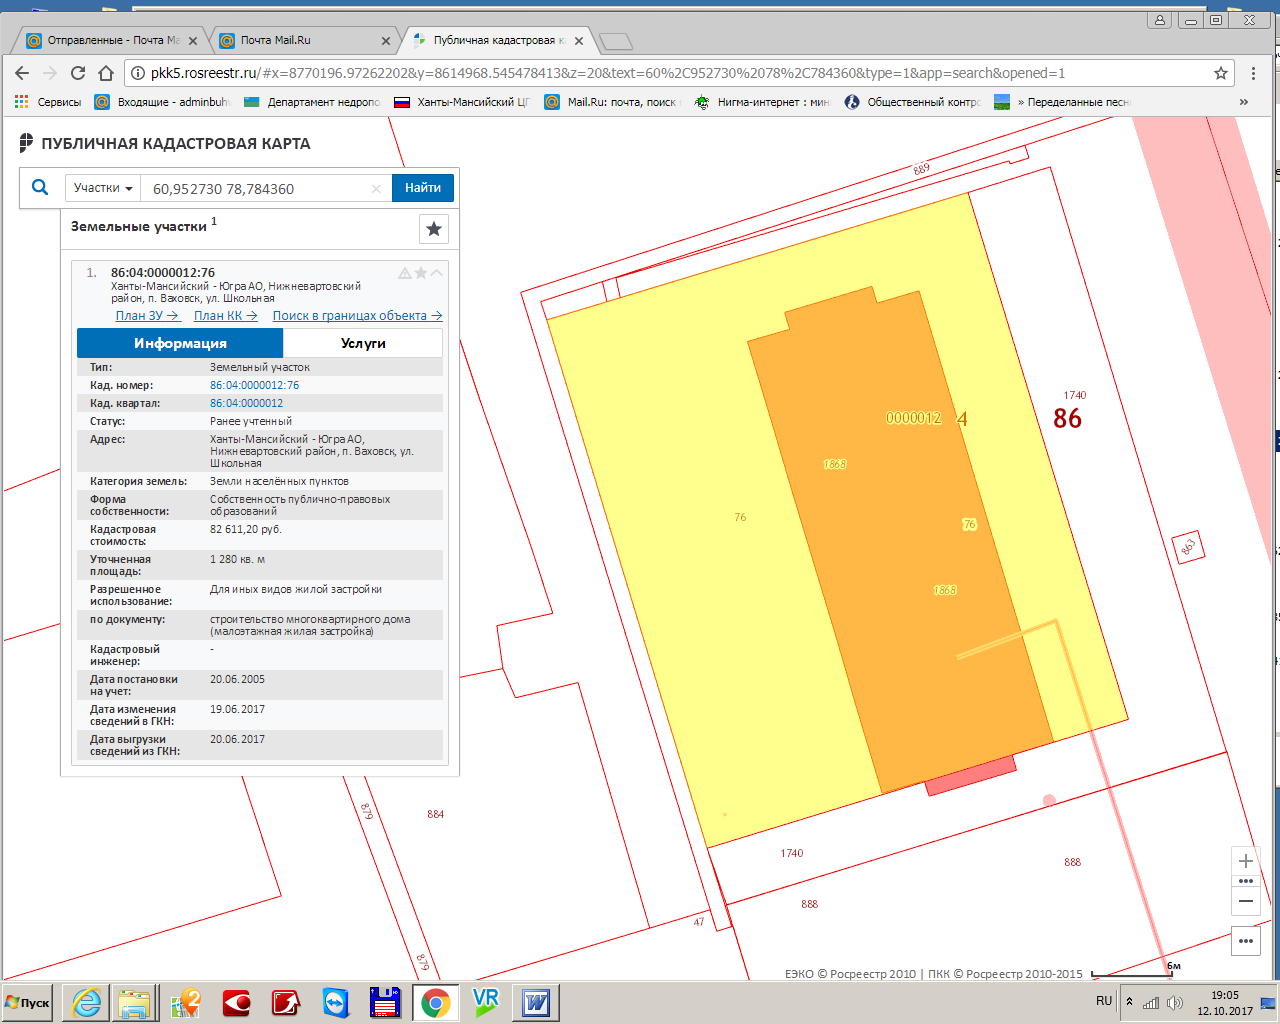 Отправленные - Почта Ma
Почта Mail.Ru
Публичная кадастровая к
pkk5.rosreestr.ru/#x=8770196.97262202&y=8614968.545478413&z=20&text=60%2C952730%2078%2C784360&type=1&app=search&opened=1
Сервисы
Входящие - adminbuh
Департамент недропо
Ханты-Мансийский ЦГ
Mail.Ru: почта, поиск
Нигма-интернет : мин
Общественный контро
» Переделанные песн
»
ПУБЛИЧНАЯ КАДАСТРОВАЯ КАРТА
Участки
60,952730 78,784360
Найти
Земельные участки 1
1. 86:04:0000012:76
Ханты-Мансийский - Югра АО, Нижневартовский
район, п. Ваховск, ул. Школьная
План ЗУ → План КК → Поиск в границах объекта →
Информация Услуги
Тип: Земельный участок
Кад. номер: 86:04:0000012:76
Кад. квартал: 86:04:0000012
Статус: Ранее учтенный
Адрес: Ханты-Мансийский - Югра АО,
Нижневартовский район, п. Ваховск, ул.
Школьная
Категория земель: Земли населённых пунктов
Форма Собственность публично-правовых
собственности: образований
Кадастровая 82 611,20 руб.
стоимость:
Уточненная 1 280 кв. м
площадь:
Разрешенное Для иных видов жилой застройки
использование:
по документу: строительство многоквартирного дома
(малоэтажная жилая застройка)
Кадастровый -
инженер:
Дата постановки 20.06.2005
на учет:
Дата изменения 19.06.2017
сведений в ГКН:
Дата выгрузки 20.06.2017
сведений из ГКН:
889
1740
86
0000012 4
1868
76
76
863
1868
879
884
1740
888
888
47
879
ЕЭКО © Росреестр 2010 | ПКК © Росреестр 2010-2015
6м
Пуск
2
VR
W
RU
19:05
12.10.2017